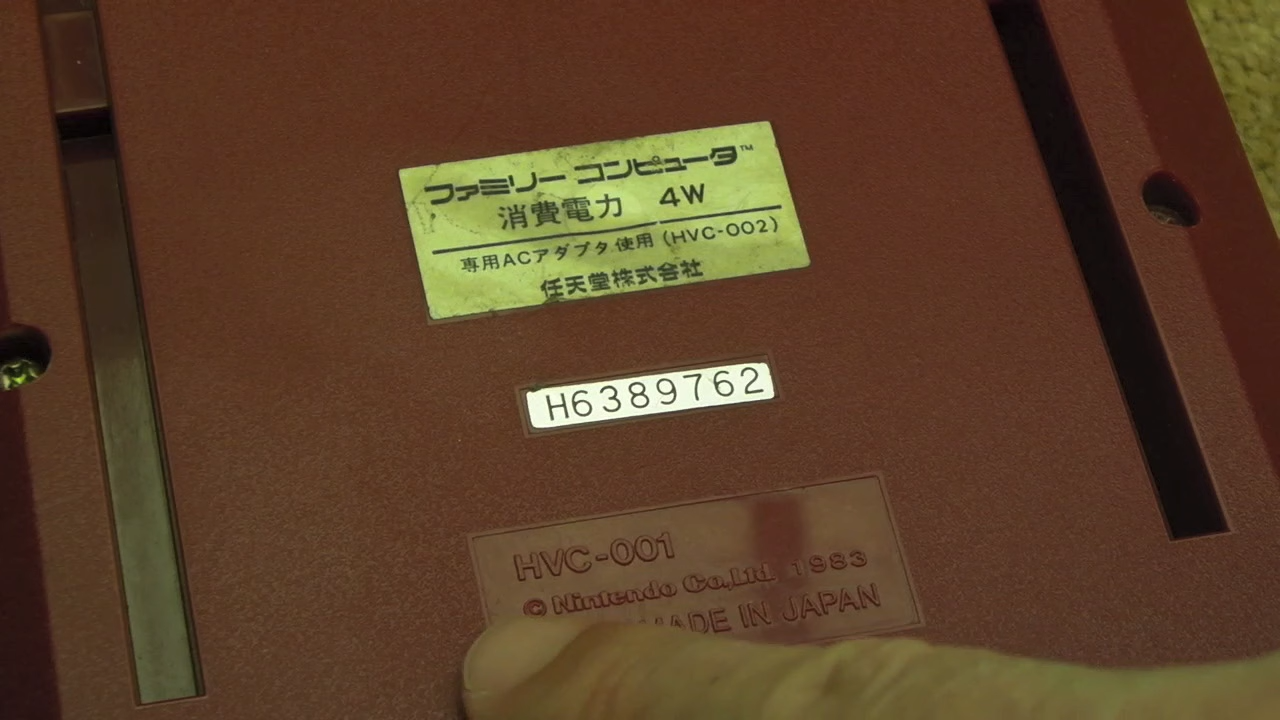 ファミリー コンピュータ™
消費電力 4W
専用ACアダプタ使用 (HVC-002)
任天堂株式会社
H6389762
HVC-001
© Nintendo Co,Ltd. 1983
MADE IN JAPAN